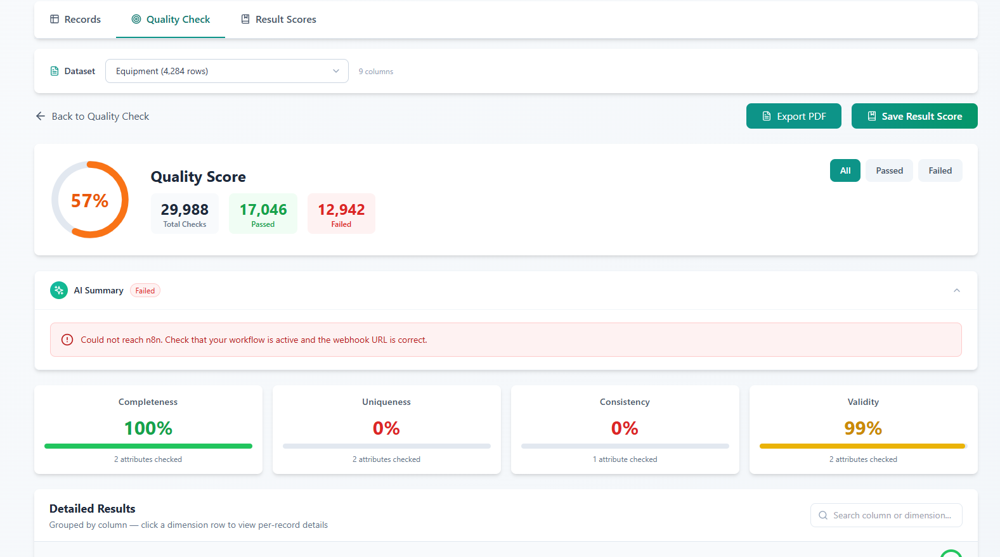 Records
Quality Check
Result Scores
Dataset
Equipment (4,284 rows)
9 columns
Back to Quality Check
Export PDF
Save Result Score
57%
Quality Score
29,988
Total Checks
17,046
Passed
12,942
Failed
All
Passed
Failed
AI Summary
Failed
Could not reach n8n. Check that your workflow is active and the webhook URL is correct.
Completeness
100%
2 attributes checked
Uniqueness
0%
2 attributes checked
Consistency
0%
1 attribute checked
Validity
99%
2 attributes checked
Detailed Results
Grouped by column — click a dimension row to view per-record details
Search column or dimension...